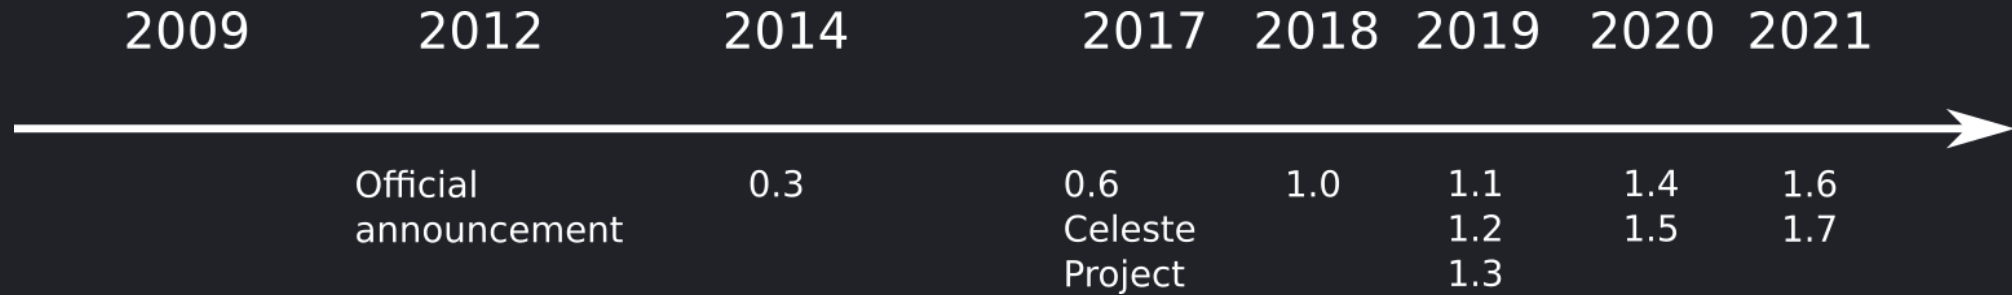 2009 2012 2014 2017 2018 2019 2020 2021
Official 0.3 0.6 1.0 1.1 1.4 1.6
announcement Celeste 1.2 1.5 1.7
Project 1.3